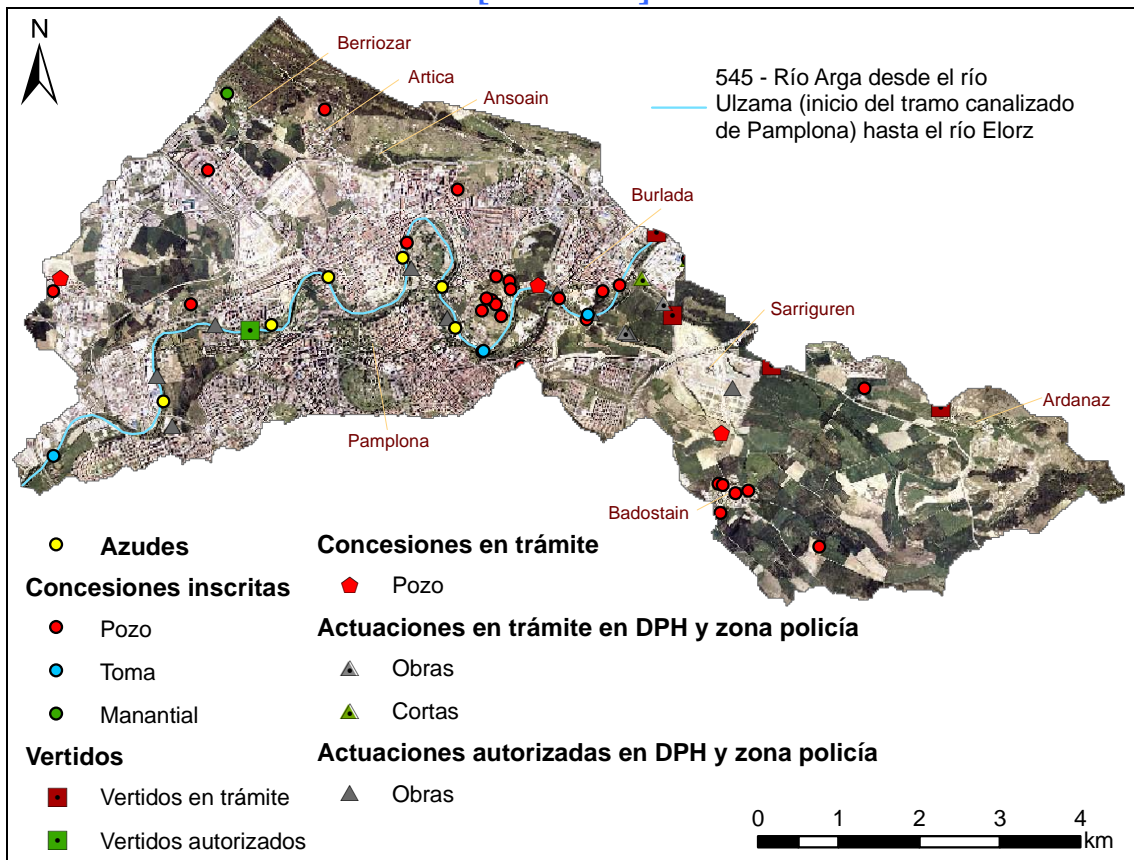 N
Berriozar
Artica
Ansoain
545 - Río Arga desde el río
Ulzama (inicio del tramo canalizado
de Pamplona) hasta el río Elorz
Burlada
Sarriguren
Ardanaz
Pamplona
Badostain
Azudes
Concesiones inscritas
Pozo
Toma
Manantial
Vertidos
Vertidos en trámite
Vertidos autorizados
Concesiones en trámite
Pozo
Actuaciones en trámite en DPH y zona policía
Obras
Cortas
Actuaciones autorizadas en DPH y zona policía
Obras
0 1 2 3 4
km